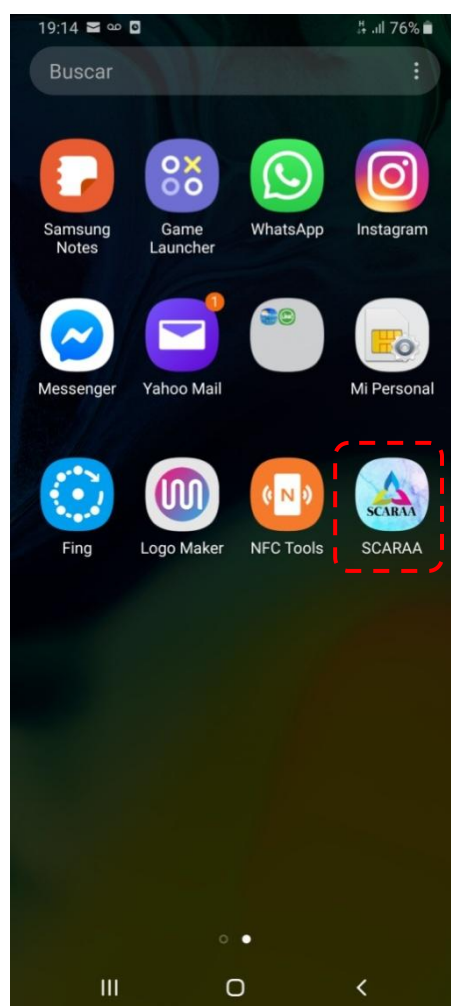 19:14
76%
Buscar
Samsung
Notes
Game
Launcher
WhatsApp
Instagram
1
Messenger
Yahoo Mail
Mi Personal
N
SCARAA
Fing
Logo Maker
NFC Tools
SCARAA